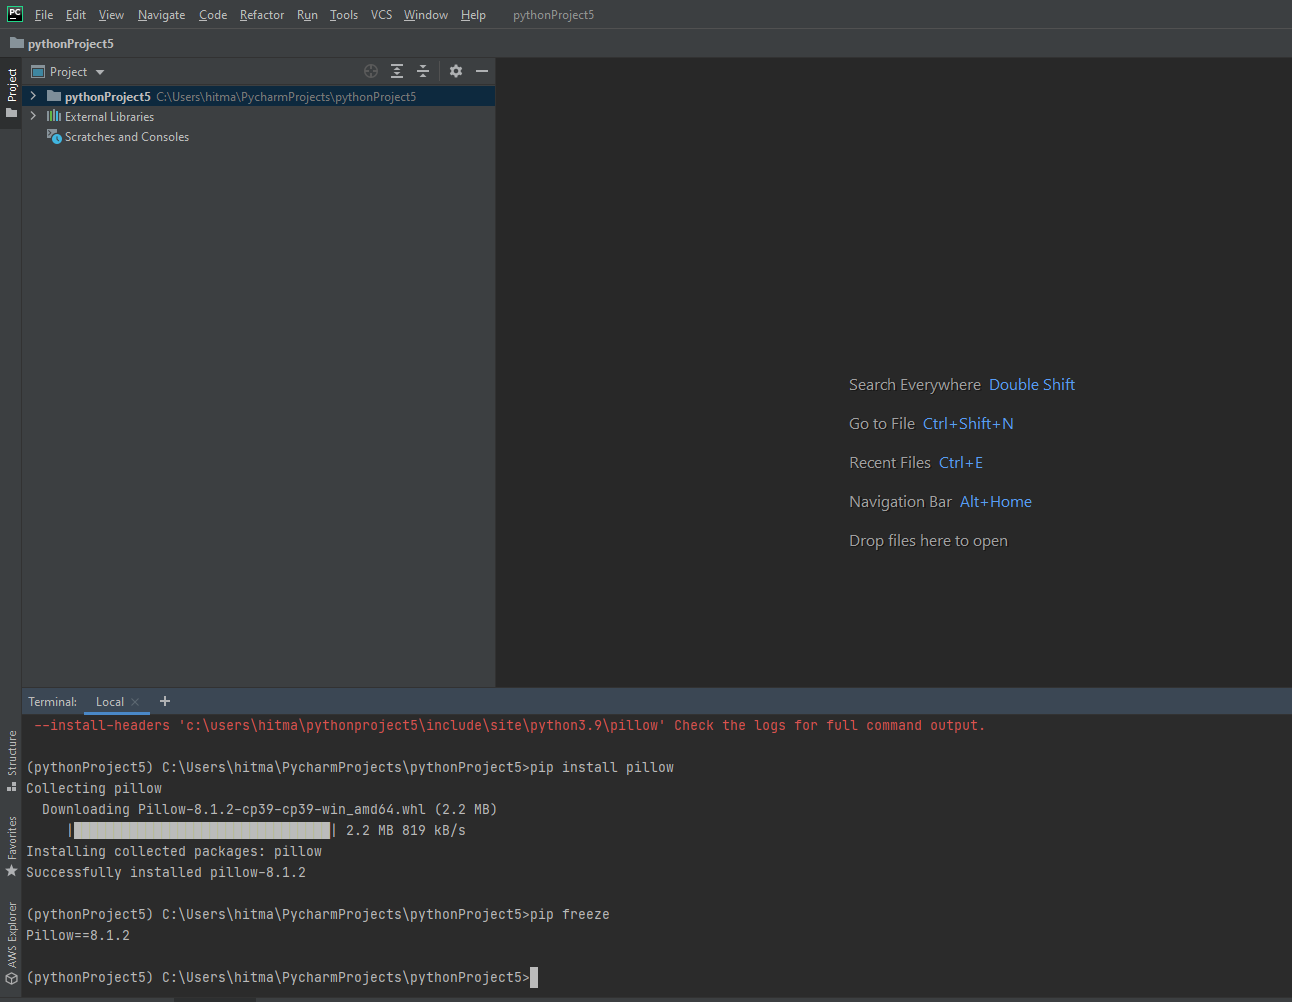 PC File Edit View Navigate Code Refactor Run Tools VCS Window Help pythonProject5
pythonProject5
Project
Project
pythonProject5 C:\Users\hitma\PycharmProjects\pythonProject5
External Libraries
Scratches and Consoles
Search Everywhere Double Shift
Go to File Ctrl+Shift+N
Recent Files Ctrl+E
Navigation Bar Alt+Home
Drop files here to open
Structure
Favorites
AWS Explorer
Terminal: Local
--install-headers 'c:\users\hitma\pythonproject5\include\site\python3.9\pillow' Check the logs for full command output.
(pythonProject5) C:\Users\hitma\PycharmProjects\pythonProject5>pip install pillow
Collecting pillow
Downloading Pillow-8.1.2-cp39-cp39-win_amd64.whl (2.2 MB)
|████████████████████████████████| 2.2 MB 819 kB/s
Installing collected packages: pillow
Successfully installed pillow-8.1.2
(pythonProject5) C:\Users\hitma\PycharmProjects\pythonProject5>pip freeze
Pillow==8.1.2
(pythonProject5) C:\Users\hitma\PycharmProjects\pythonProject5>